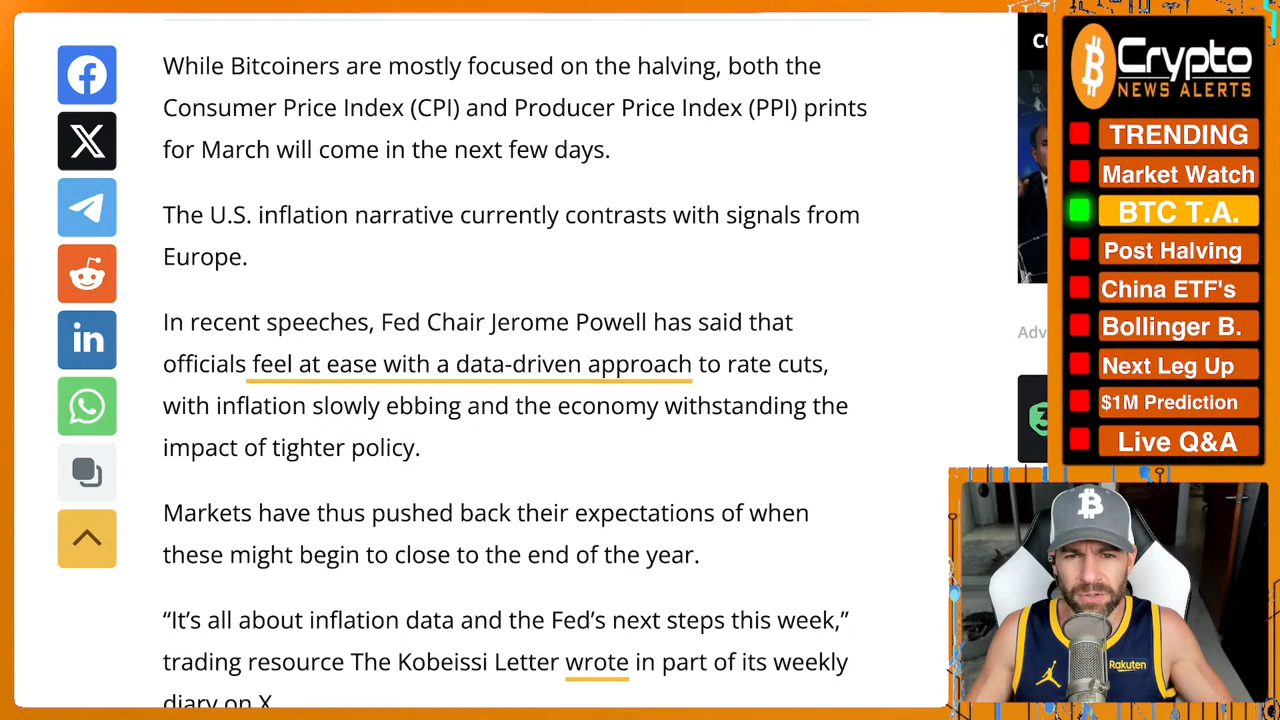 While Bitcoiners are mostly focused on the halving, both the
Consumer Price Index (CPI) and Producer Price Index (PPI) prints
for March will come in the next few days.
The U.S. inflation narrative currently contrasts with signals from
Europe.
In recent speeches, Fed Chair Jerome Powell has said that
officials feel at ease with a data-driven approach to rate cuts,
with inflation slowly ebbing and the economy withstanding the
impact of tighter policy.
Markets have thus pushed back their expectations of when
these might begin to close to the end of the year.
“It’s all about inflation data and the Fed’s next steps this week,”
trading resource The Kobeissi Letter wrote in part of its weekly
diary on X.
Crypto
NEWS ALERTS
TRENDING
Market Watch
BTC T.A.
Post Halving
China ETF's
Bollinger B.
Next Leg Up
$1M Prediction
Live Q&A
Rakuten